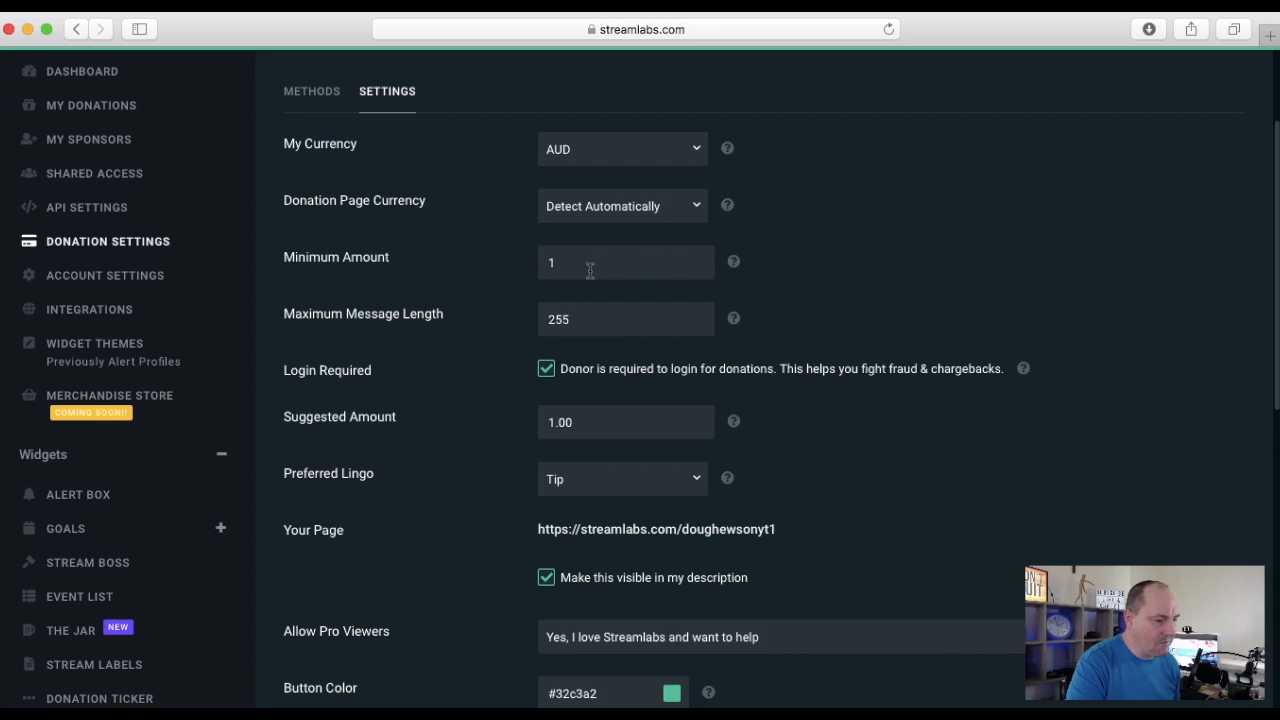 streamlabs.com
DASHBOARD
MY DONATIONS
MY SPONSORS
SHARED ACCESS
API SETTINGS
DONATION SETTINGS
ACCOUNT SETTINGS
INTEGRATIONS
WIDGET THEMES
Previously Alert Profiles
MERCHANDISE STORE
COMING SOON!!
Widgets
ALERT BOX
GOALS
STREAM BOSS
EVENT LIST
THE JAR NEW
STREAM LABELS
DONATION TICKER
METHODS SETTINGS
My Currency AUD
Donation Page Currency Detect Automatically
Minimum Amount 1
Maximum Message Length 255
Login Required Donor is required to login for donations. This helps you fight fraud & chargebacks.
Suggested Amount 1.00
Preferred Lingo Tip
Your Page https://streamlabs.com/doughewsonyt1
Make this visible in my description
Allow Pro Viewers Yes, I love Streamlabs and want to help
Button Color #32c3a2